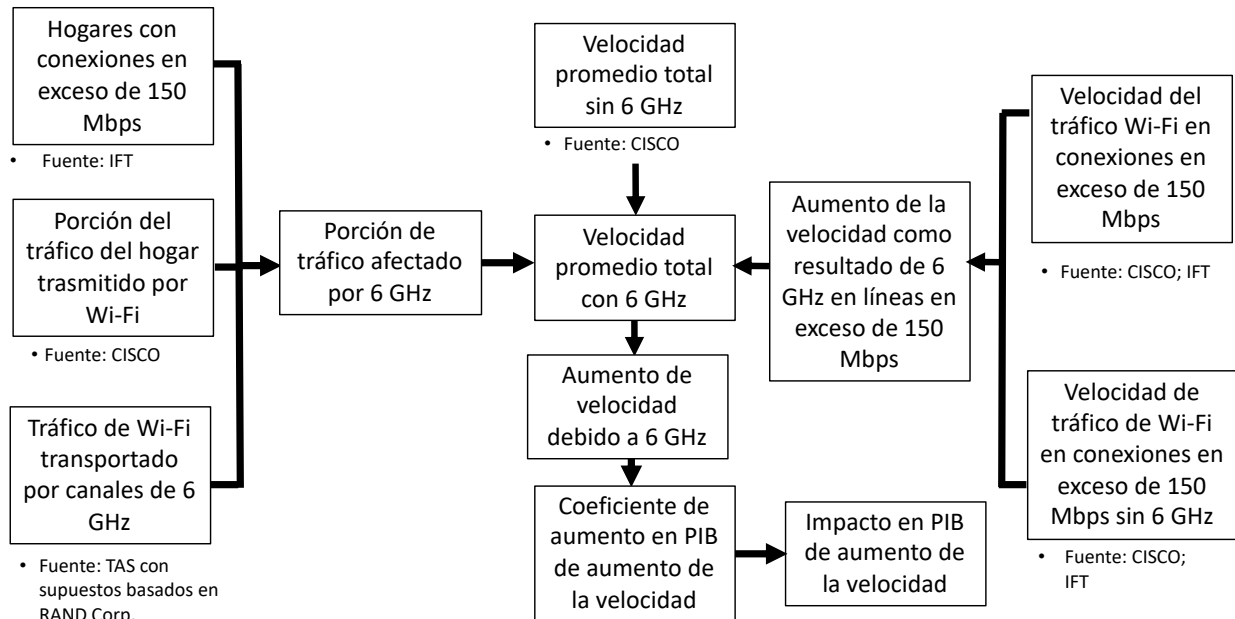 Hogares con
conexiones en
exceso de 150
Mbps
• Fuente: IFT
Porción del
tráfico del hogar
trasmitido por
Wi-Fi
• Fuente: CISCO
Tráfico de Wi-Fi
transportado
por canales de 6
GHz
• Fuente: TAS con
supuestos basados en
RAND Corp.
Porción de
tráfico afectado
por 6 GHz
Velocidad
promedio total
sin 6 GHz
• Fuente: CISCO
Velocidad
promedio total
con 6 GHz
Aumento de
velocidad
debido a 6 GHz
Coeficiente de
aumento en PIB
de aumento de
la velocidad
Impacto en PIB
de aumento de
la velocidad
Aumento de la
velocidad como
resultado de 6
GHz en líneas en
exceso de 150
Mbps
Velocidad del
tráfico Wi-Fi en
conexiones en
exceso de 150
Mbps
• Fuente: CISCO; IFT
Velocidad de
tráfico de Wi-Fi
en conexiones en
exceso de 150
Mbps sin 6 GHz
• Fuente: CISCO;
IFT